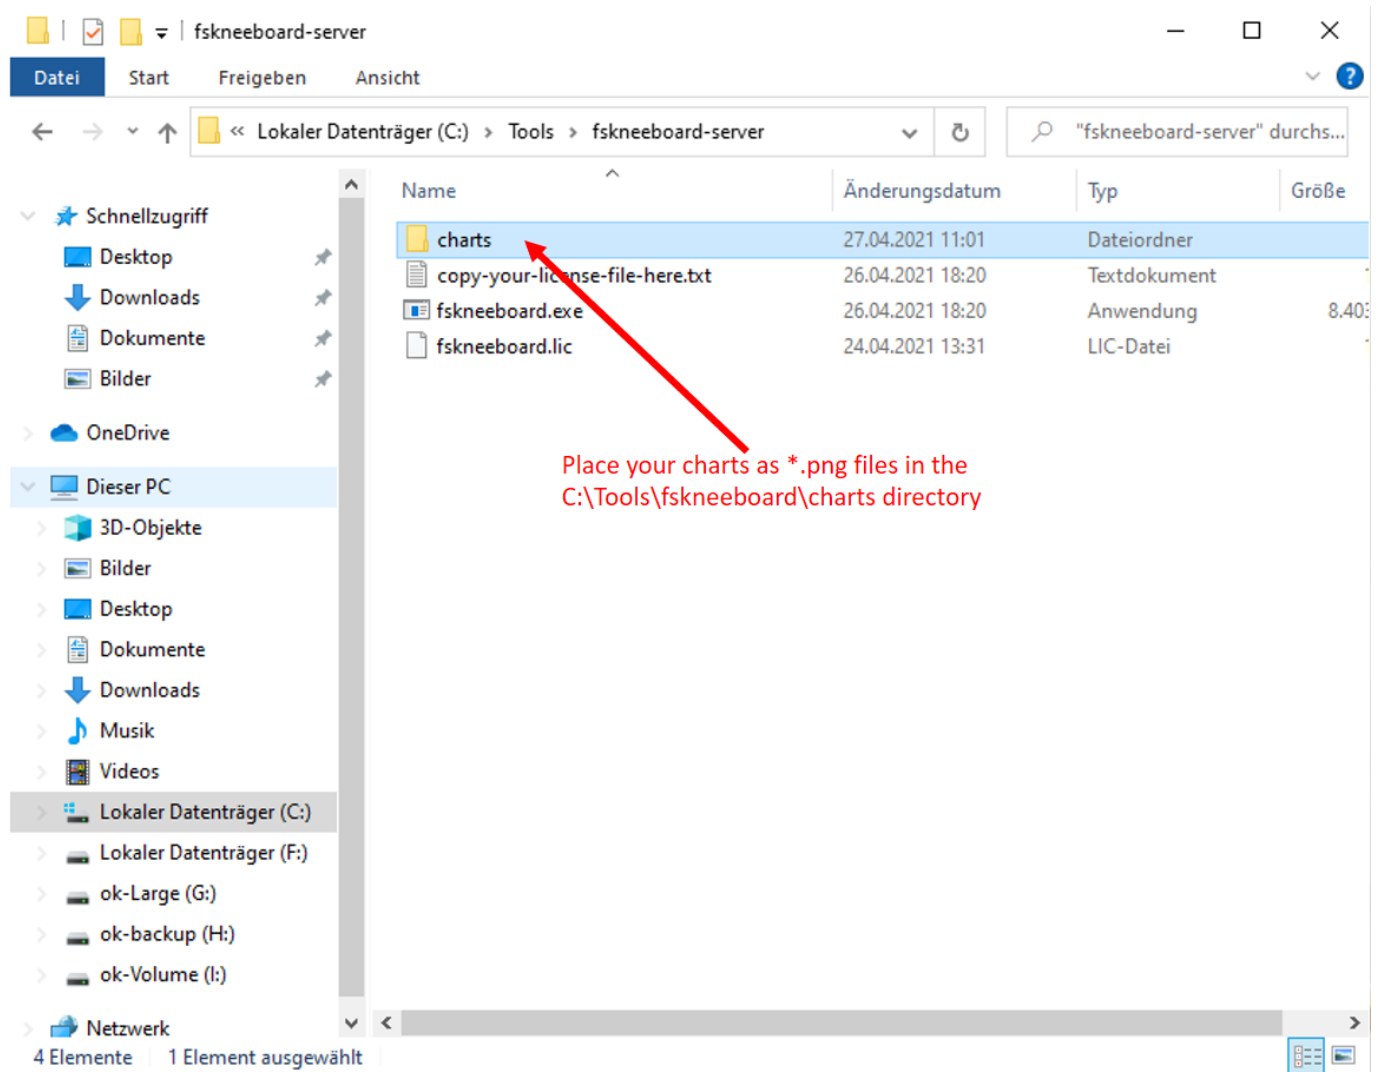 fskneeboard-server
Datei Start Freigeben Ansicht
« Lokaler Datenträger (C:) › Tools › fskneeboard-server
"fskneeboard-server" durchs...
Name Änderungsdatum Typ Größe
charts 27.04.2021 11:01 Dateiordner
copy-your-license-file-here.txt 26.04.2021 18:20 Textdokument
fskneeboard.exe 26.04.2021 18:20 Anwendung 8.403
fskneeboard.lic 24.04.2021 13:31 LIC-Datei
Place your charts as *.png files in the
C:\Tools\fskneeboard\charts directory
Schnellzugriff
Desktop
Downloads
Dokumente
Bilder
OneDrive
Dieser PC
3D-Objekte
Bilder
Desktop
Dokumente
Downloads
Musik
Videos
Lokaler Datenträger (C:)
Lokaler Datenträger (F:)
ok-Large (G:)
ok-backup (H:)
ok-Volume (I:)
Netzwerk
4 Elemente 1 Element ausgewählt